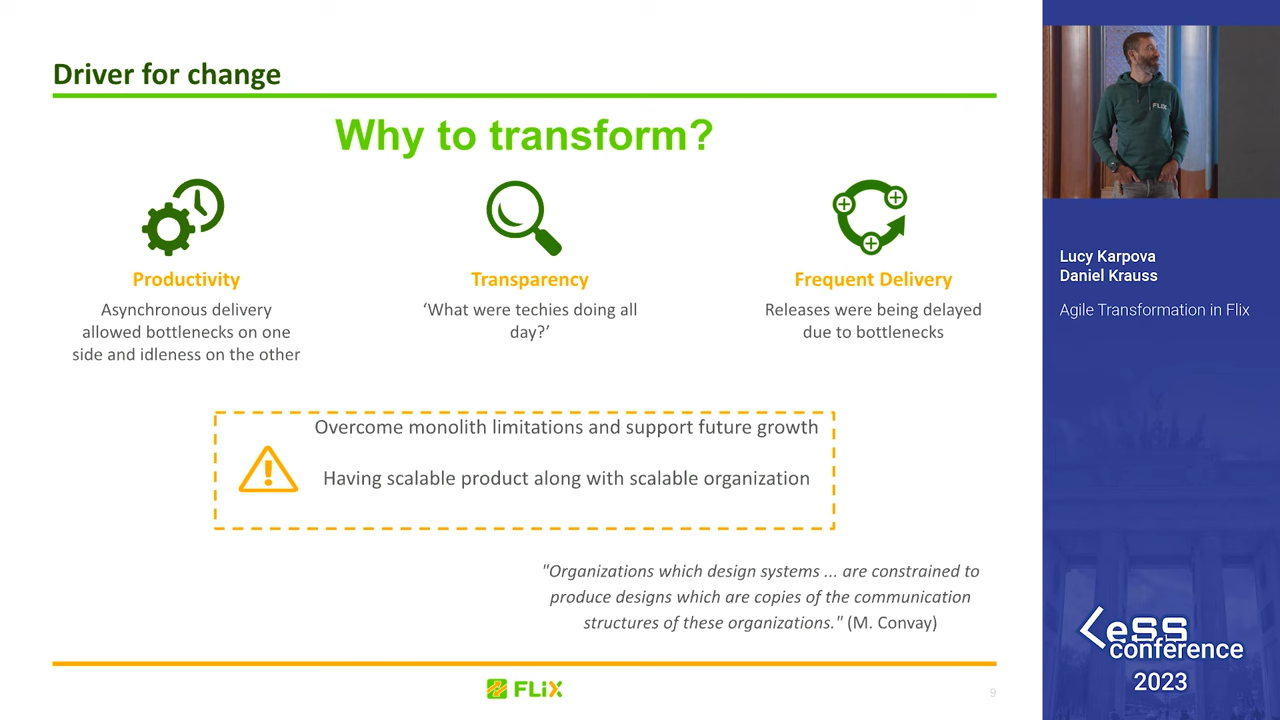 Driver for change
Why to transform?
Productivity
Asynchronous delivery
allowed bottlenecks on one
side and idleness on the other
Transparency
‘What were techies doing all
day?’
Frequent Delivery
Releases were being delayed
due to bottlenecks
Overcome monolith limitations and support future growth
Having scalable product along with scalable organization
"Organizations which design systems ... are constrained to
produce designs which are copies of the communication
structures of these organizations." (M. Convay)
FLiX
9
FLiX
Lucy Karpova
Daniel Krauss
Agile Transformation in Flix
LeSS
conference
2023